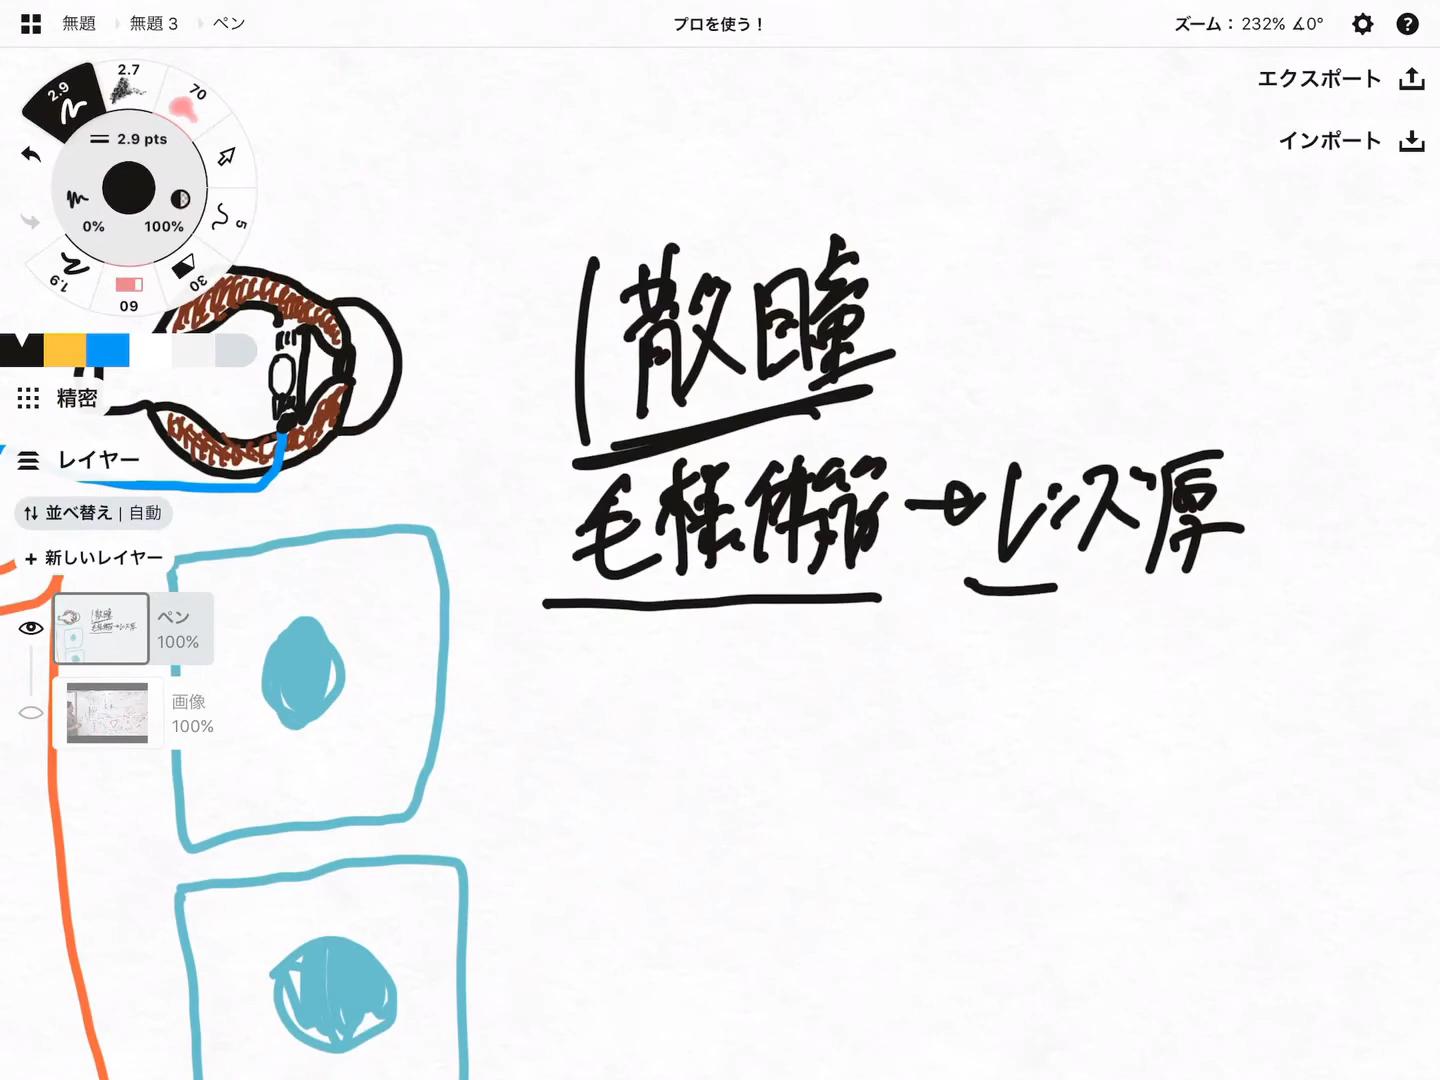 無題 無題 3 ペン
プロを使う！
ズーム： 232% ∡0°
エクスポート
インポート
2.9
2.7
70
5
30
60
1.9
2.9 pts
0%
100%
精密
レイヤー
並べ替え | 自動
+ 新しいレイヤー
ペン
100%
画像
100%
散瞳
毛様体筋→レンズ厚